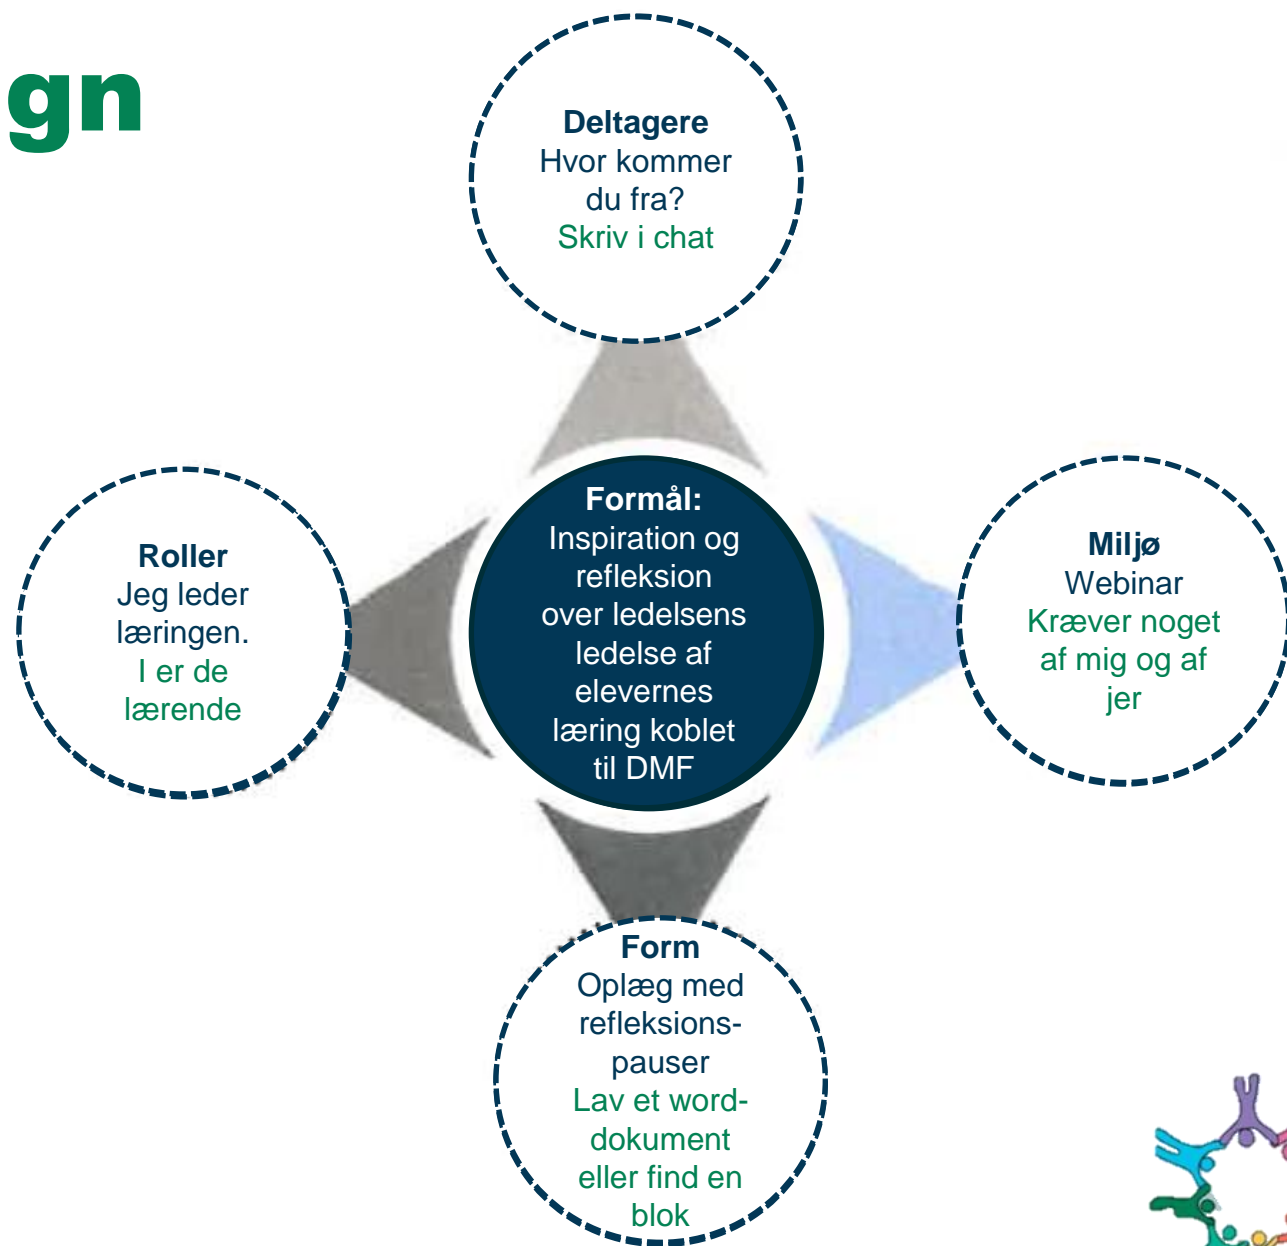 gn
Deltagere
Hvor kommer
du fra?
Skriv i chat
Roller
Jeg leder
læringen.
I er de
lærende
Formål:
Inspiration og
refleksion
over ledelsens
ledelse af
elevernes
læring koblet
til DMF
Miljø
Webinar
Kræver noget
af mig og af
jer
Form
Oplæg med
refleksions-
pauser
Lav et word-
dokument
eller find en
blok